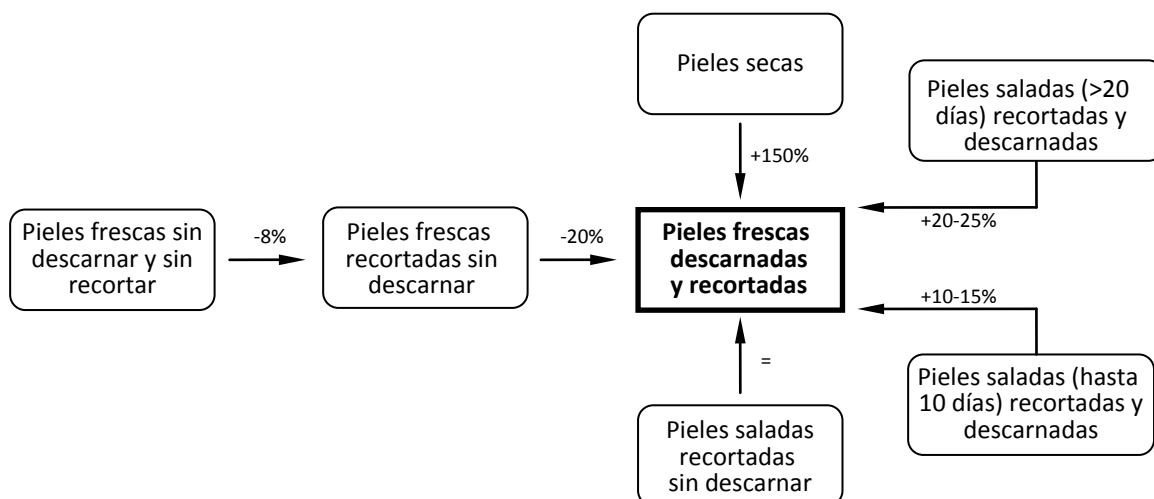 Pieles secas
+150%
Pieles saladas (>20
días) recortadas y
descarnadas
+20-25%
Pieles frescas sin
descarnar y sin
recortar
-8%
Pieles frescas
recortadas sin
descarnar
-20%
Pieles frescas
descarnadas
y recortadas
+10-15%
Pieles saladas (hasta
10 días) recortadas y
descarnadas
=
Pieles saladas
recortadas
sin descarnar